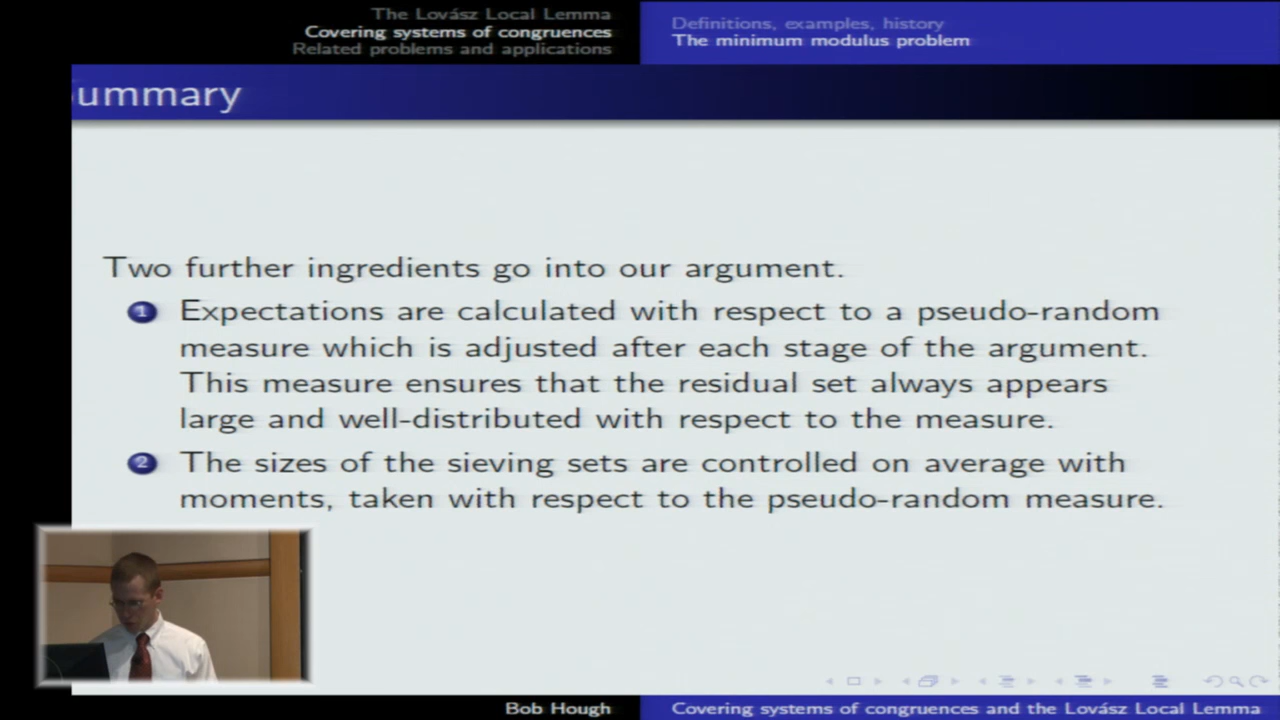 The Lovász Local Lemma
Covering systems of congruences
Related problems and applications
Definitions, examples, history
The minimum modulus problem
ummary
Two further ingredients go into our argument.
1 Expectations are calculated with respect to a pseudo-random
measure which is adjusted after each stage of the argument.
This measure ensures that the residual set always appears
large and well-distributed with respect to the measure.
2 The sizes of the sieving sets are controlled on average with
moments, taken with respect to the pseudo-random measure.
Bob Hough
Covering systems of congruences and the Lovász Local Lemma